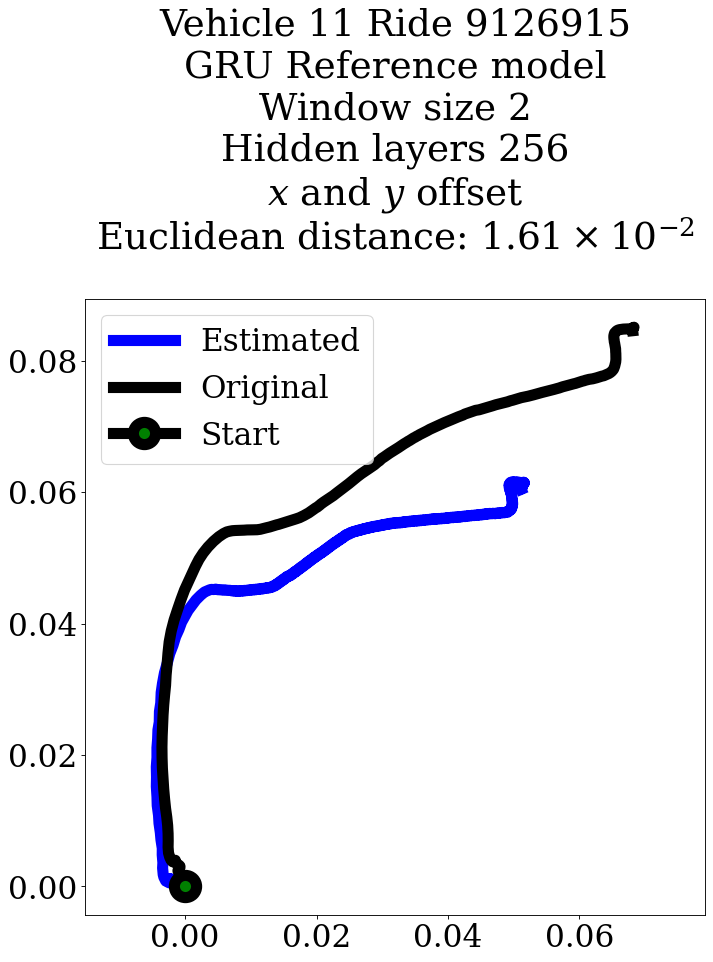 Vehicle 11 Ride 9126915
GRU Reference model
Window size 2
Hidden layers 256
x and y offset
Euclidean distance: 1.61 × 10⁻²
Estimated
Original
Start
0.08
0.06
0.04
0.02
0.00
0.00 0.02 0.04 0.06